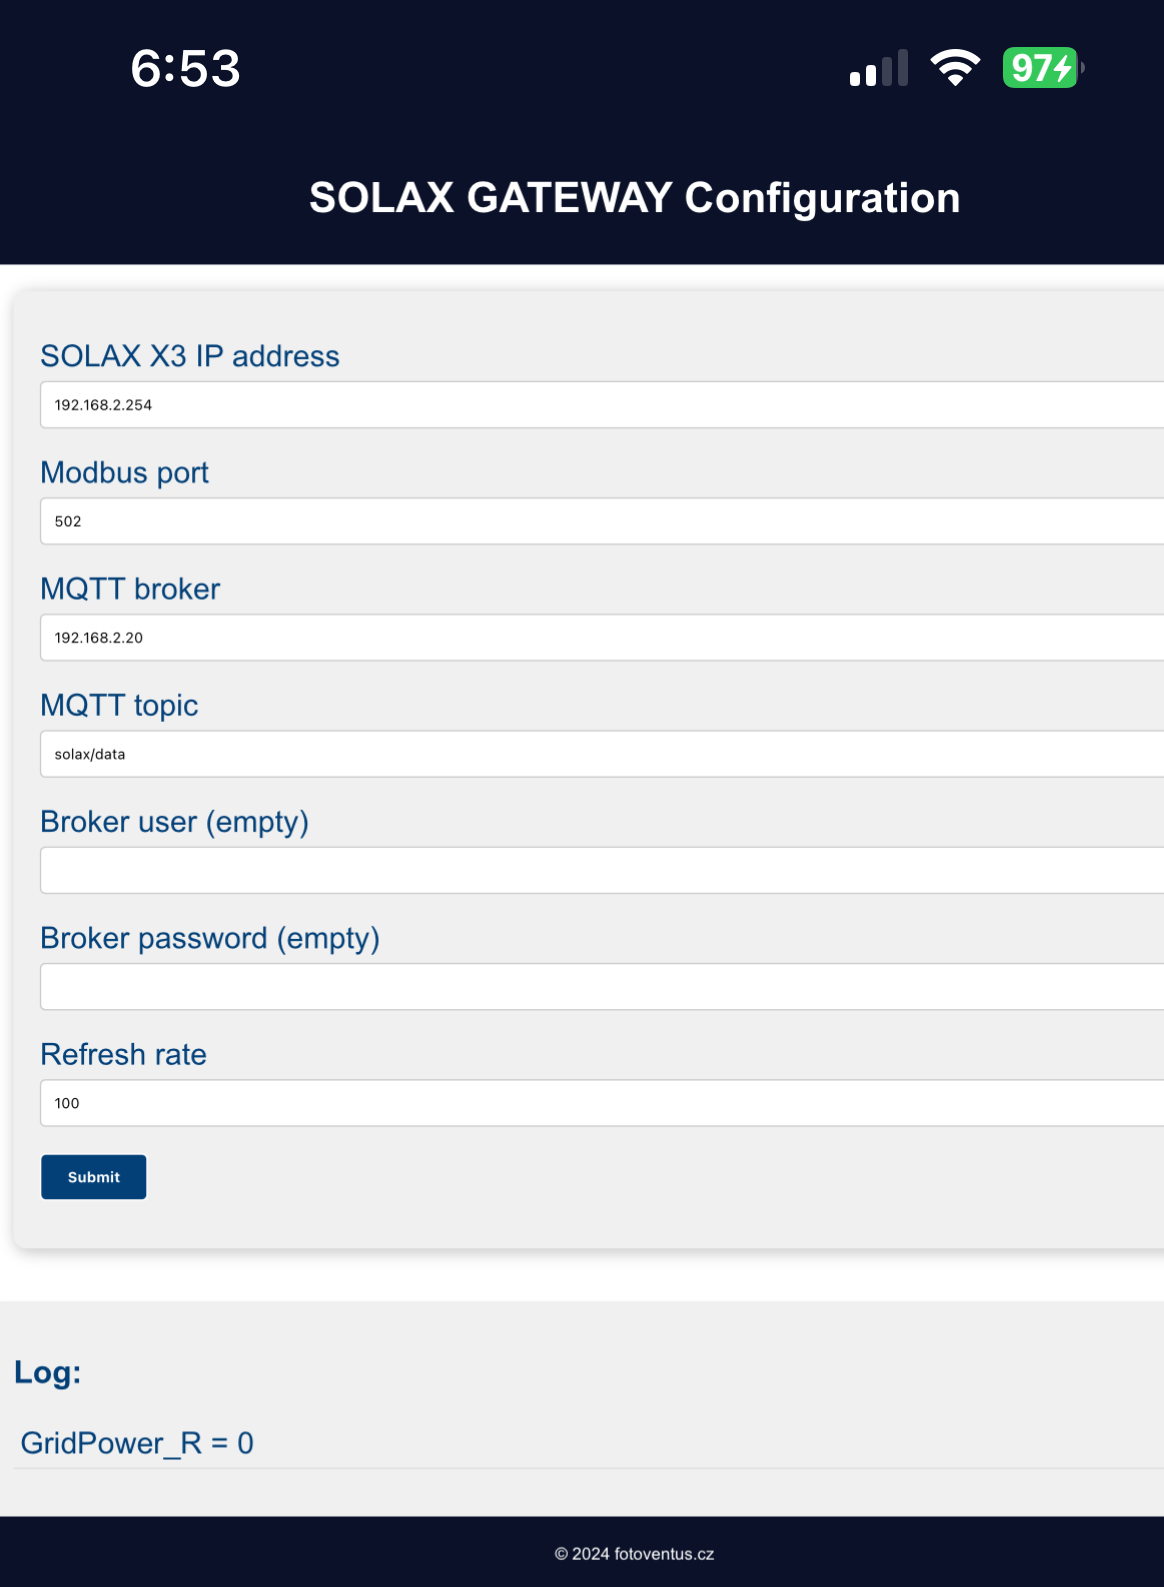 6:53
97
SOLAX GATEWAY Configuration
SOLAX X3 IP address
192.168.2.254
Modbus port
502
MQTT broker
192.168.2.20
MQTT topic
solax/data
Broker user (empty)
Broker password (empty)
Refresh rate
100
Submit
Log:
GridPower_R = 0
© 2024 fotoventus.cz